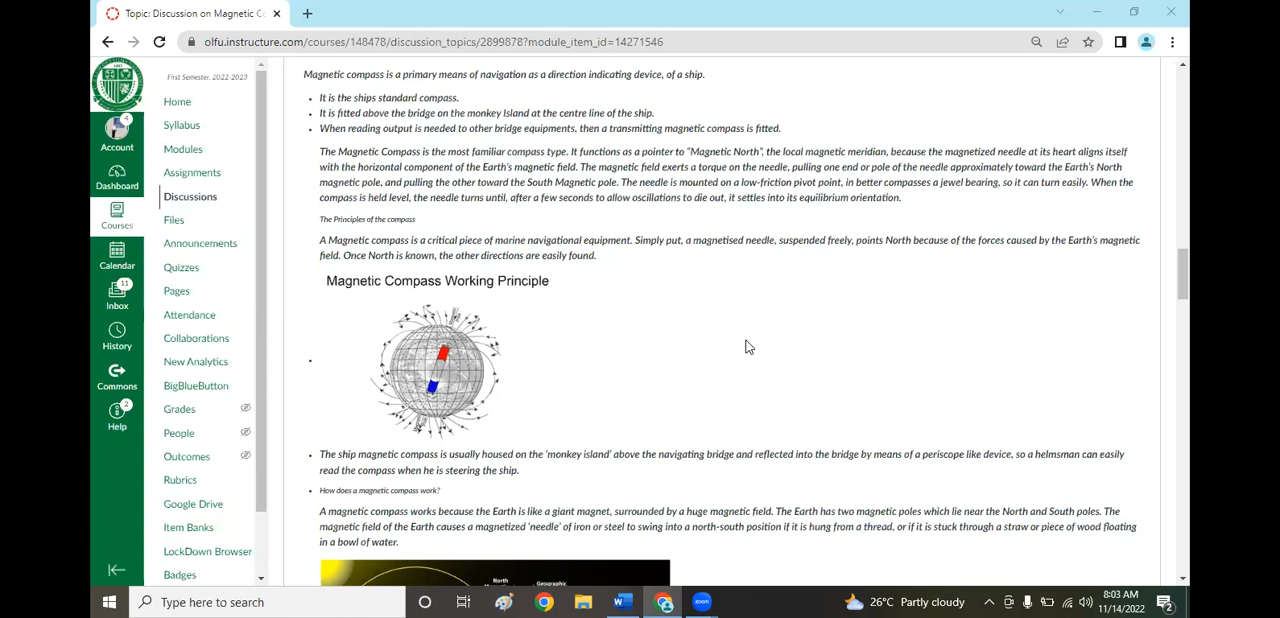 Topic: Discussion on Magnetic C
olfu.instructure.com/courses/148478/discussion_topics/2899878?module_item_id=14271546
First Semester, 2022-2023
4
Account
Dashboard
Courses
Calendar
11
Inbox
History
Commons
2
Help
Home
Syllabus
Modules
Assignments
Discussions
Files
Announcements
Quizzes
Pages
Attendance
Collaborations
New Analytics
BigBlueButton
Grades
People
Outcomes
Rubrics
Google Drive
Item Banks
LockDown Browser
Badges
Magnetic compass is a primary means of navigation as a direction indicating device, of a ship.
• It is the ships standard compass.
• It is fitted above the bridge on the monkey Island at the centre line of the ship.
• When reading output is needed to other bridge equipments, then a transmitting magnetic compass is fitted.
The Magnetic Compass is the most familiar compass type. It functions as a pointer to “Magnetic North”, the local magnetic meridian, because the magnetized needle at its heart aligns itself
with the horizontal component of the Earth’s magnetic field. The magnetic field exerts a torque on the needle, pulling one end or pole of the needle approximately toward the Earth’s North
magnetic pole, and pulling the other toward the South Magnetic pole. The needle is mounted on a low-friction pivot point, in better compasses a jewel bearing, so it can turn easily. When the
compass is held level, the needle turns until, after a few seconds to allow oscillations to die out, it settles into its equilibrium orientation.
The Principles of the compass
A Magnetic compass is a critical piece of marine navigational equipment. Simply put, a magnetised needle, suspended freely, points North because of the forces caused by the Earth’s magnetic
field. Once North is known, the other directions are easily found.
Magnetic Compass Working Principle
• The ship magnetic compass is usually housed on the ‘monkey island’ above the navigating bridge and reflected into the bridge by means of a periscope like device, so a helmsman can easily
read the compass when he is steering the ship.
• How does a magnetic compass work?
A magnetic compass works because the Earth is like a giant magnet, surrounded by a huge magnetic field. The Earth has two magnetic poles which lie near the North and South poles. The
magnetic field of the Earth causes a magnetized ‘needle’ of iron or steel to swing into a north-south position if it is hung from a thread, or if it is stuck through a straw or piece of wood floating
in a bowl of water.
North
Geographic
Type here to search
zoom
26°C Partly cloudy
8:03 AM
11/14/2022
2